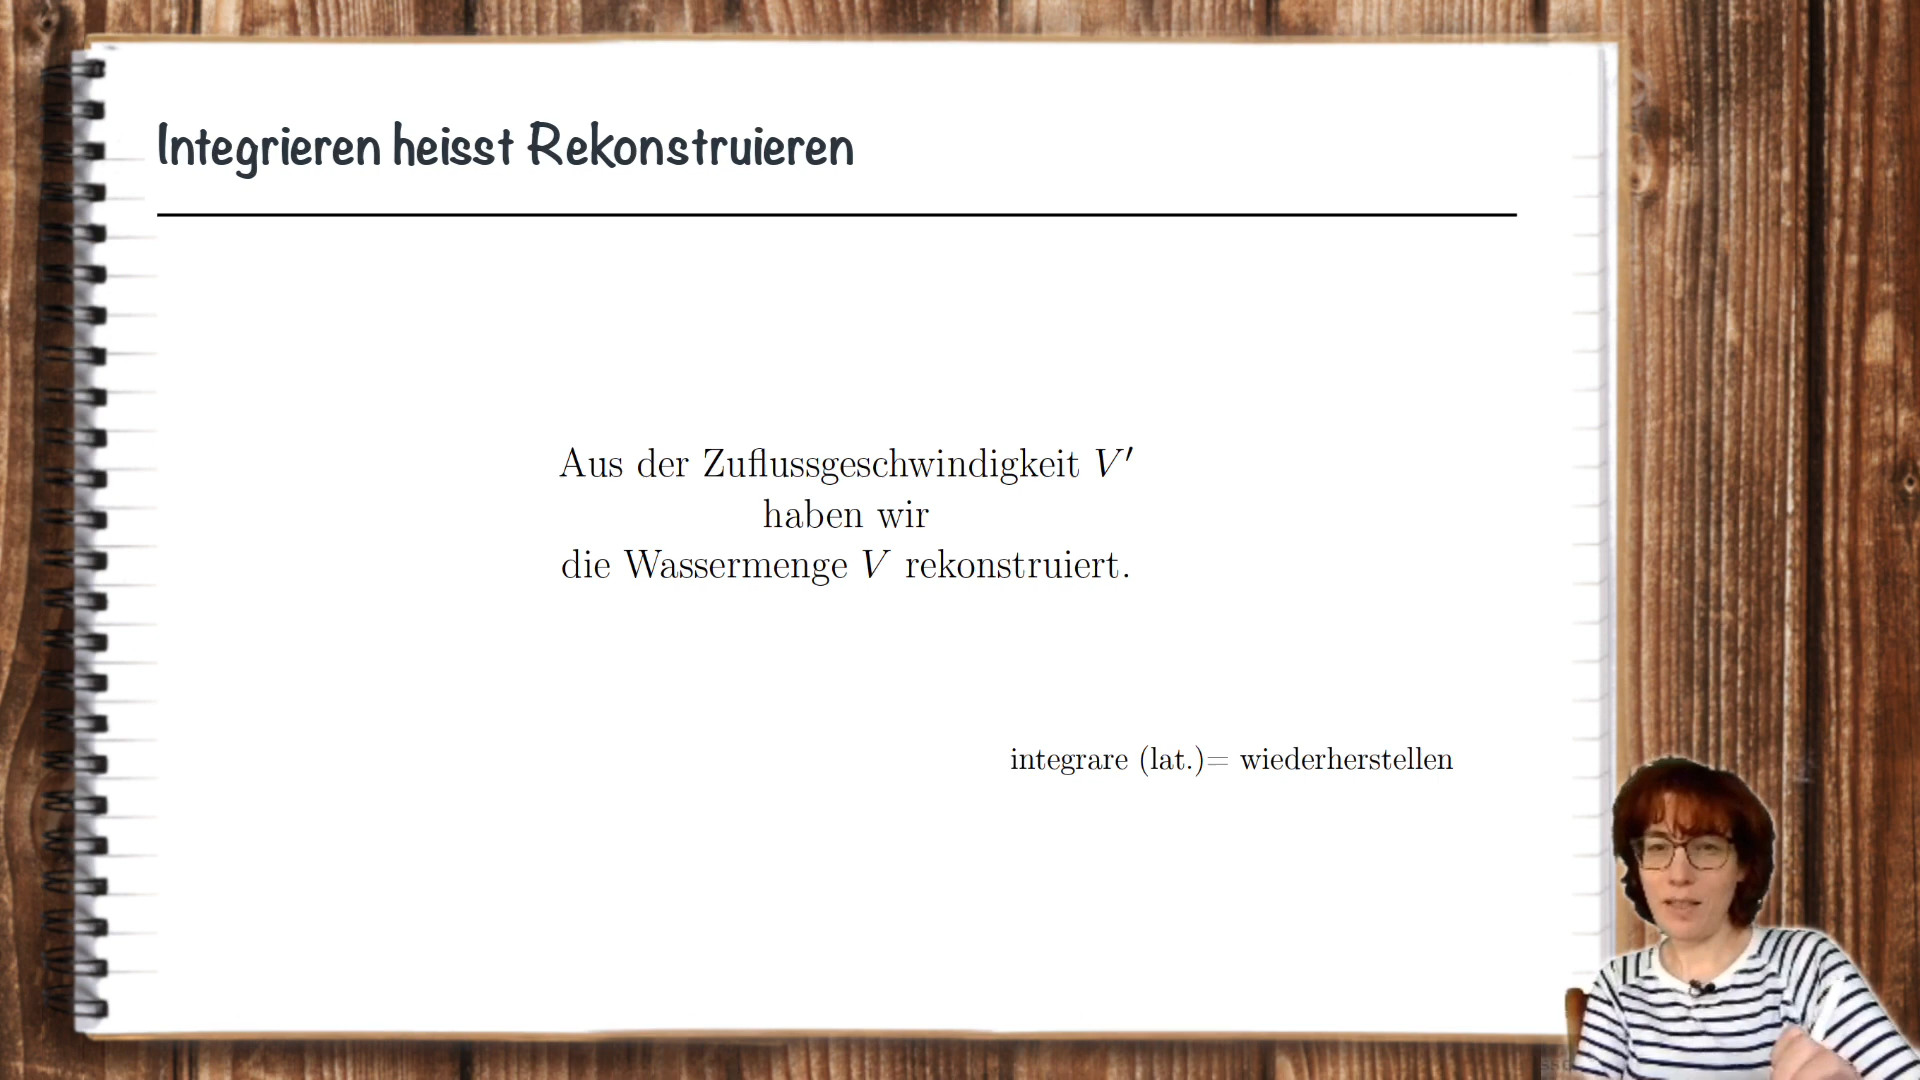 Integrieren heisst Rekonstruieren
Aus der Zuflussgeschwindigkeit V′
haben wir
die Wassermenge V rekonstruiert.
integrare (lat.)= wiederherstellen